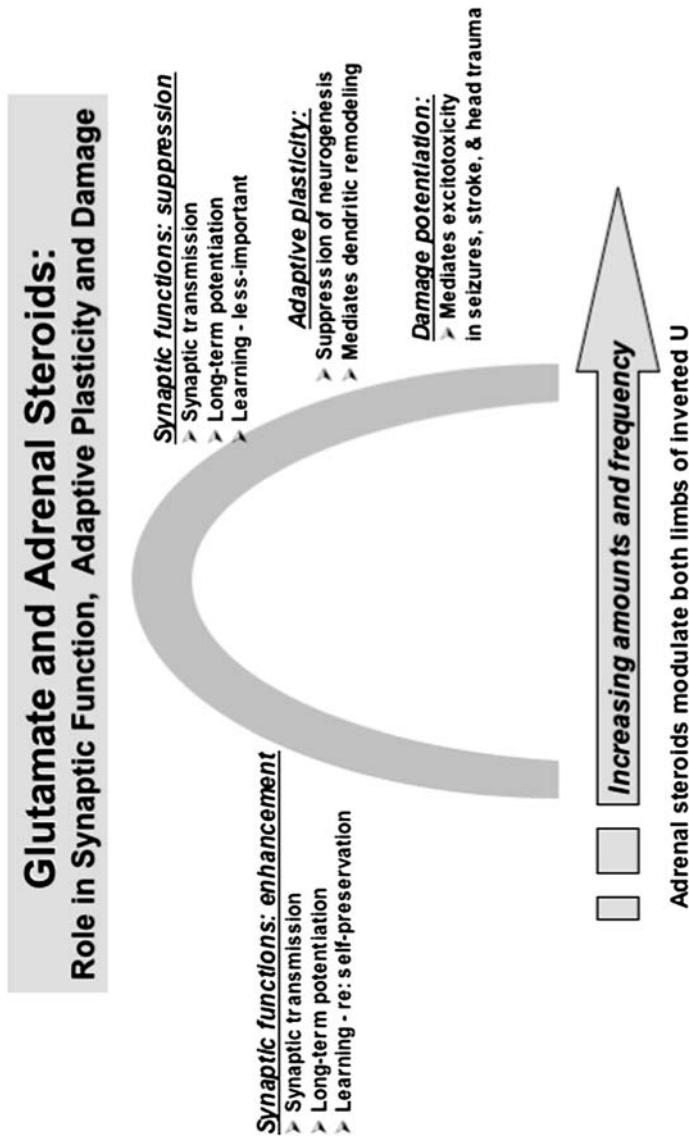 Glutamate and Adrenal Steroids:
Role in Synaptic Function, Adaptive Plasticity and Damage
Synaptic functions: enhancement
➢ Synaptic transmission
➢ Long-term potentiation
➢ Learning - re: self-preservation
Synaptic functions: suppression
➢ Synaptic transmission
➢ Long-term potentiation
➢ Learning - less-important
Adaptive plasticity:
➢ Suppression of neurogenesis
➢ Mediates dendritic remodeling
Damage potentiation:
➢ Mediates excitotoxicity
in seizures, stroke, & head trauma
Increasing amounts and frequency
Adrenal steroids modulate both limbs of inverted U